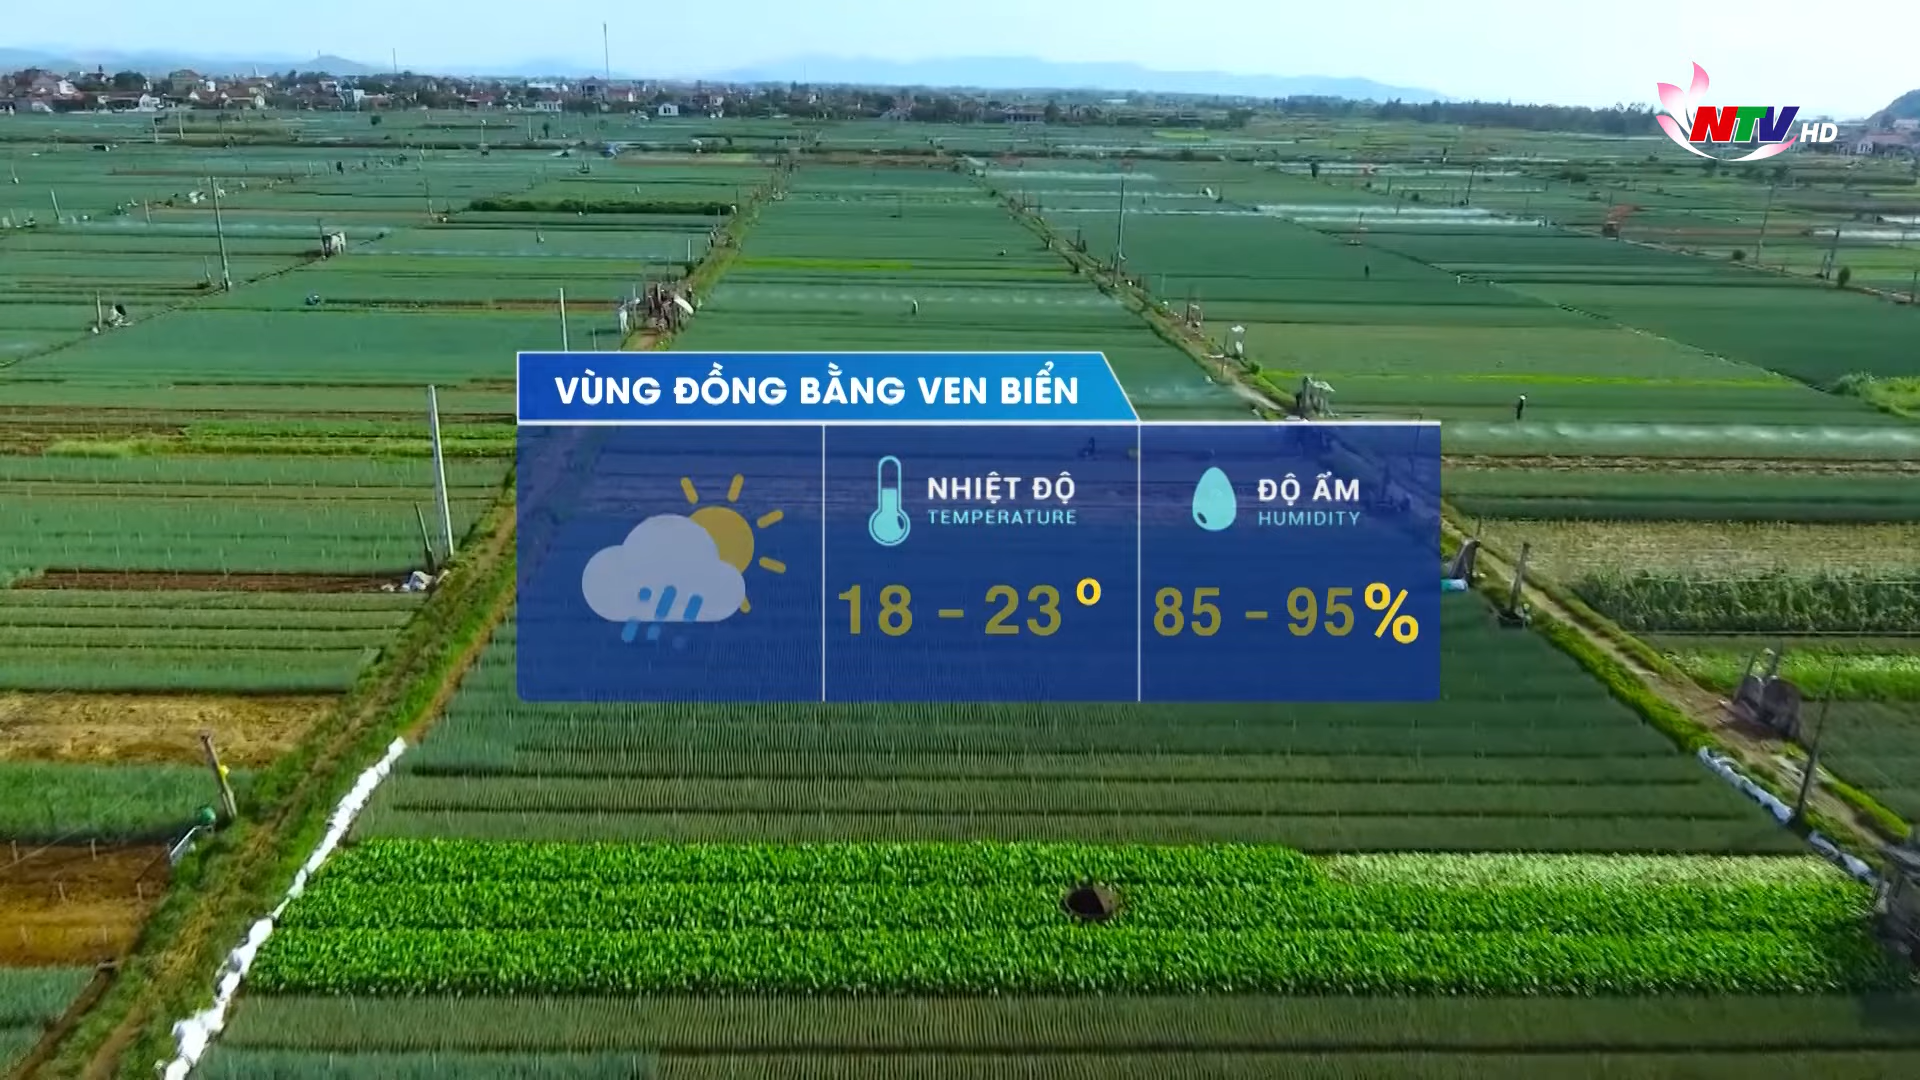 NTV HD
VÙNG ĐỒNG BẰNG VEN BIỂN
NHIỆT ĐỘ
TEMPERATURE
18 - 23°
ĐỘ ẨM
HUMIDITY
85 - 95%